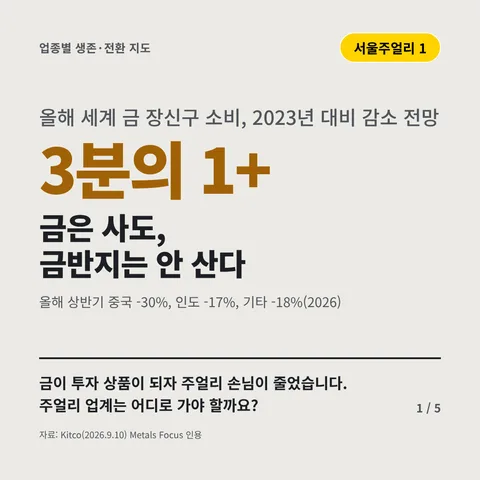 업종별 생존·전환 지도
서울주얼리 1
올해 세계 금 장신구 소비, 2023년 대비 감소 전망
3분의 1+
금은 사도,
금반지는 안 산다
올해 상반기 중국 -30%, 인도 -17%, 기타 -18%(2026)
금이 투자 상품이 되자 주얼리 손님이 줄었습니다.
주얼리 업계는 어디로 가야 할까요?
1 / 5
자료: Kitco(2026.9.10) Metals Focus 인용